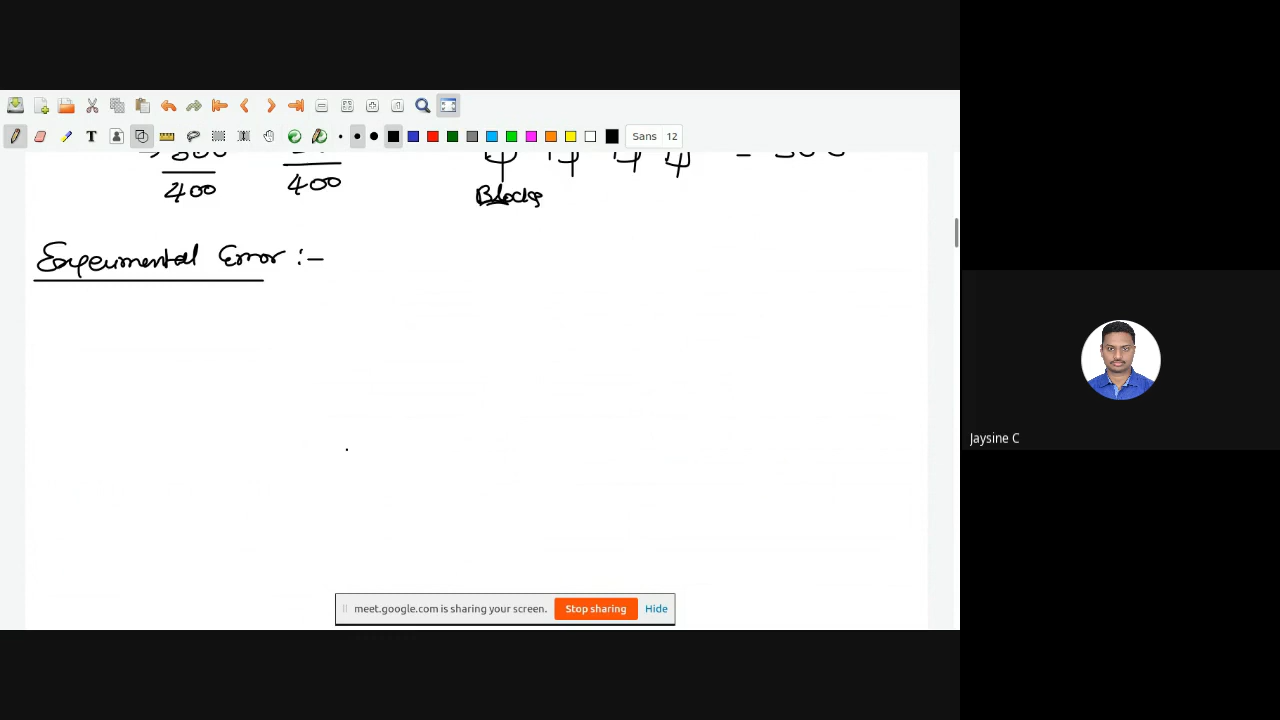 Sans 12
400 400
Blocks
Experimental Error :-
Jaysine C
meet.google.com is sharing your screen. Stop sharing Hide